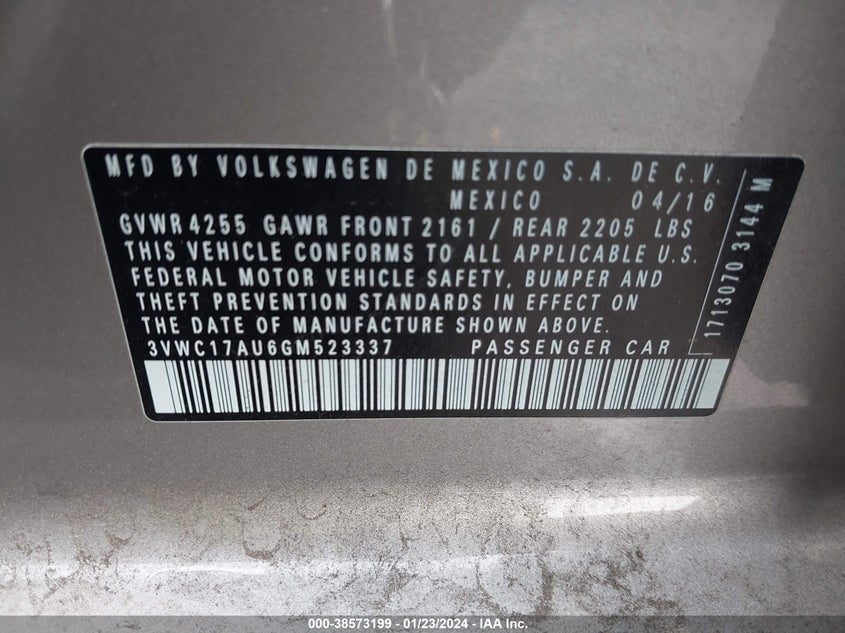 MFD BY VOLKSWAGEN DE MEXICO S.A. DE C.V.
MEXICO 04/16
GVWR 4255 GAWR FRONT 2161 / REAR 2205 LBS
THIS VEHICLE CONFORMS TO ALL APPLICABLE U.S.
FEDERAL MOTOR VEHICLE SAFETY, BUMPER AND
THEFT PREVENTION STANDARDS IN EFFECT ON
THE DATE OF MANUFACTURE SHOWN ABOVE.
3VWC17AU6GM523337 PASSENGER CAR
1713070 3144 M
000-38573199 - 01/23/2024 - IAA Inc.